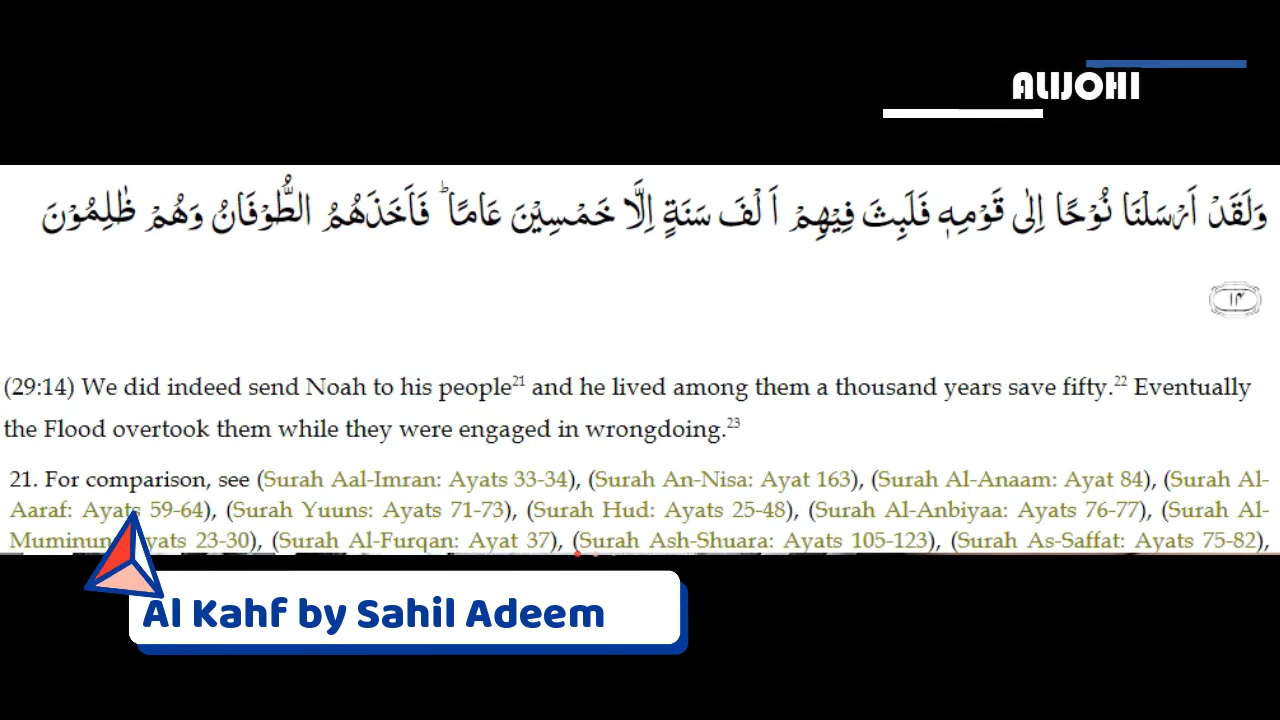 ALIJOHI
وَلَقَدْ اَرْسَلْنَا نُوْحًا اِلٰى قَوْمِهٖ فَلَبِثَ فِيْهِمْ اَ لْفَ سَنَةٍ اِلَّا خَمْسِيْنَ عَامًا ؕ فَاَخَذَهُمُ الطُّوْفَانُ وَهُمْ ظٰلِمُوْنَ
۱۴
(29:14) We did indeed send Noah to his people21 and he lived among them a thousand years save fifty.22 Eventually
the Flood overtook them while they were engaged in wrongdoing.23
21. For comparison, see (Surah Aal-Imran: Ayats 33-34), (Surah An-Nisa: Ayat 163), (Surah Al-Anaam: Ayat 84), (Surah Al-
Aaraf: Ayats 59-64), (Surah Yuuns: Ayats 71-73), (Surah Hud: Ayats 25-48), (Surah Al-Anbiyaa: Ayats 76-77), (Surah Al-
Muminun: Ayats 23-30), (Surah Al-Furqan: Ayat 37), (Surah Ash-Shuara: Ayats 105-123), (Surah As-Saffat: Ayats 75-82),
Al Kahf by Sahil Adeem